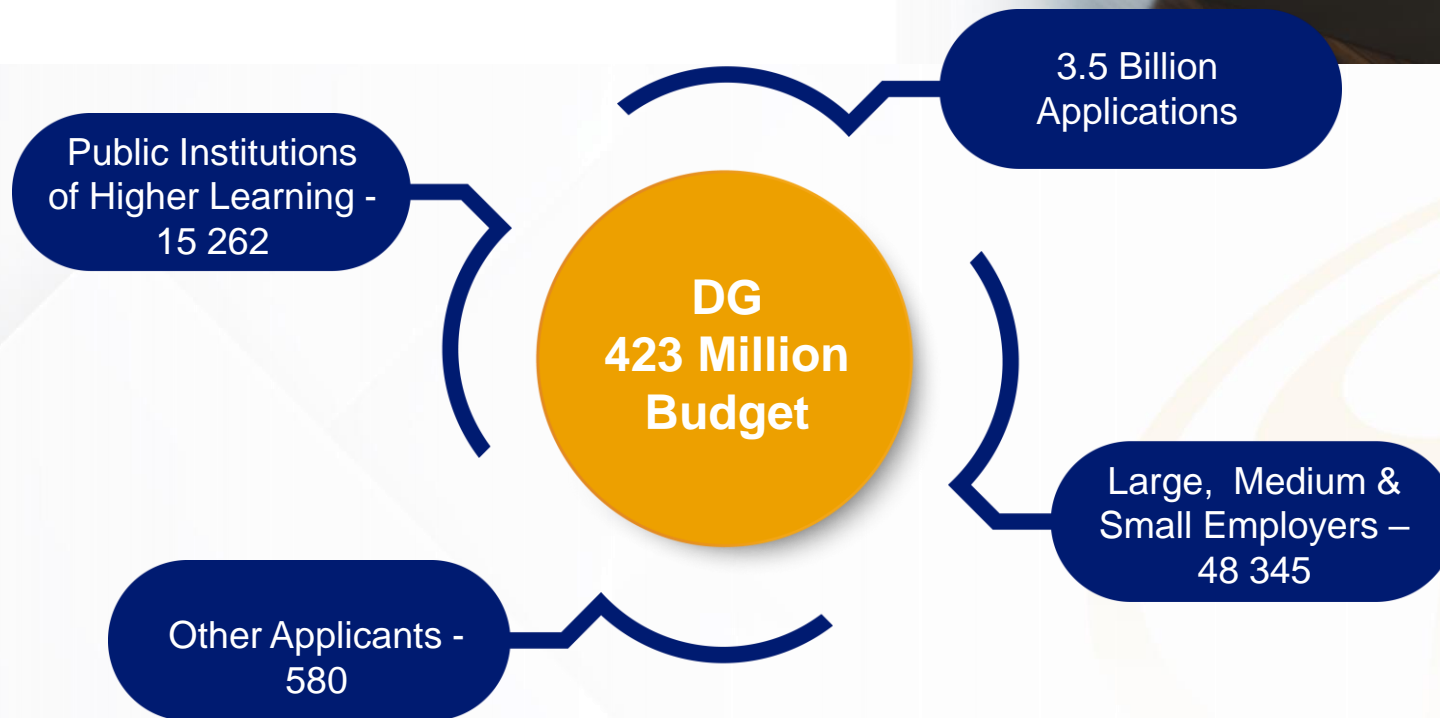 3.5 Billion
Applications
Public Institutions
of Higher Learning -
15 262
DG
423 Million
Budget
Large, Medium &
Small Employers –
48 345
Other Applicants -
580